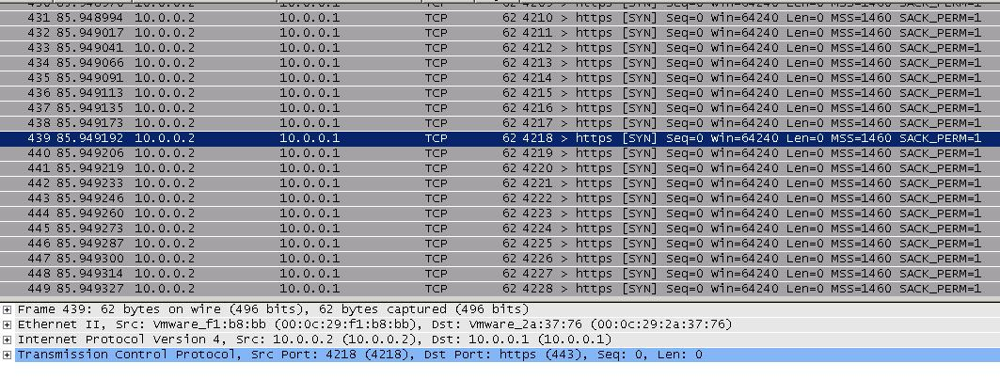 430 85.948970 10.0.0.2 10.0.0.1 TCP 62 4209 > https [SYN] Seq=0 Win=64240 Len=0 MSS=1460 SACK_PERM=1
431 85.948994 10.0.0.2 10.0.0.1 TCP 62 4210 > https [SYN] Seq=0 Win=64240 Len=0 MSS=1460 SACK_PERM=1
432 85.949017 10.0.0.2 10.0.0.1 TCP 62 4211 > https [SYN] Seq=0 Win=64240 Len=0 MSS=1460 SACK_PERM=1
433 85.949041 10.0.0.2 10.0.0.1 TCP 62 4212 > https [SYN] Seq=0 Win=64240 Len=0 MSS=1460 SACK_PERM=1
434 85.949066 10.0.0.2 10.0.0.1 TCP 62 4213 > https [SYN] Seq=0 Win=64240 Len=0 MSS=1460 SACK_PERM=1
435 85.949091 10.0.0.2 10.0.0.1 TCP 62 4214 > https [SYN] Seq=0 Win=64240 Len=0 MSS=1460 SACK_PERM=1
436 85.949113 10.0.0.2 10.0.0.1 TCP 62 4215 > https [SYN] Seq=0 Win=64240 Len=0 MSS=1460 SACK_PERM=1
437 85.949135 10.0.0.2 10.0.0.1 TCP 62 4216 > https [SYN] Seq=0 Win=64240 Len=0 MSS=1460 SACK_PERM=1
438 85.949173 10.0.0.2 10.0.0.1 TCP 62 4217 > https [SYN] Seq=0 Win=64240 Len=0 MSS=1460 SACK_PERM=1
439 85.949192 10.0.0.2 10.0.0.1 TCP 62 4218 > https [SYN] Seq=0 Win=64240 Len=0 MSS=1460 SACK_PERM=1
440 85.949206 10.0.0.2 10.0.0.1 TCP 62 4219 > https [SYN] Seq=0 Win=64240 Len=0 MSS=1460 SACK_PERM=1
441 85.949219 10.0.0.2 10.0.0.1 TCP 62 4220 > https [SYN] Seq=0 Win=64240 Len=0 MSS=1460 SACK_PERM=1
442 85.949233 10.0.0.2 10.0.0.1 TCP 62 4221 > https [SYN] Seq=0 Win=64240 Len=0 MSS=1460 SACK_PERM=1
443 85.949246 10.0.0.2 10.0.0.1 TCP 62 4222 > https [SYN] Seq=0 Win=64240 Len=0 MSS=1460 SACK_PERM=1
444 85.949260 10.0.0.2 10.0.0.1 TCP 62 4223 > https [SYN] Seq=0 Win=64240 Len=0 MSS=1460 SACK_PERM=1
445 85.949273 10.0.0.2 10.0.0.1 TCP 62 4224 > https [SYN] Seq=0 Win=64240 Len=0 MSS=1460 SACK_PERM=1
446 85.949287 10.0.0.2 10.0.0.1 TCP 62 4225 > https [SYN] Seq=0 Win=64240 Len=0 MSS=1460 SACK_PERM=1
447 85.949300 10.0.0.2 10.0.0.1 TCP 62 4226 > https [SYN] Seq=0 Win=64240 Len=0 MSS=1460 SACK_PERM=1
448 85.949314 10.0.0.2 10.0.0.1 TCP 62 4227 > https [SYN] Seq=0 Win=64240 Len=0 MSS=1460 SACK_PERM=1
449 85.949327 10.0.0.2 10.0.0.1 TCP 62 4228 > https [SYN] Seq=0 Win=64240 Len=0 MSS=1460 SACK_PERM=1
Frame 439: 62 bytes on wire (496 bits), 62 bytes captured (496 bits)
Ethernet II, Src: Vmware_f1:b8:bb (00:0c:29:f1:b8:bb), Dst: Vmware_2a:37:76 (00:0c:29:2a:37:76)
Internet Protocol Version 4, Src: 10.0.0.2 (10.0.0.2), Dst: 10.0.0.1 (10.0.0.1)
Transmission Control Protocol, Src Port: 4218 (4218), Dst Port: https (443), Seq: 0, Len: 0